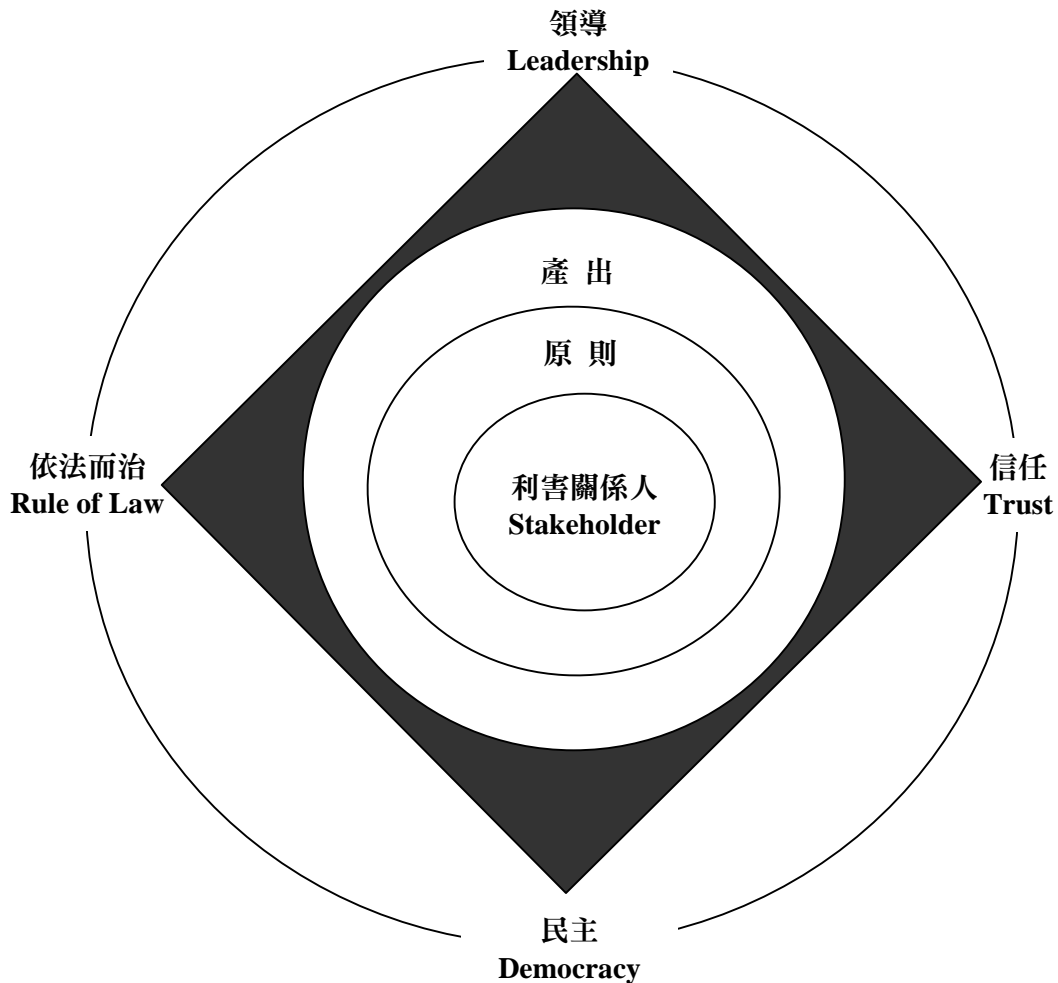 領導
Leadership
產 出
原 則
依法而治
Rule of Law
利害關係人
Stakeholder
信任
Trust
民主
Democracy